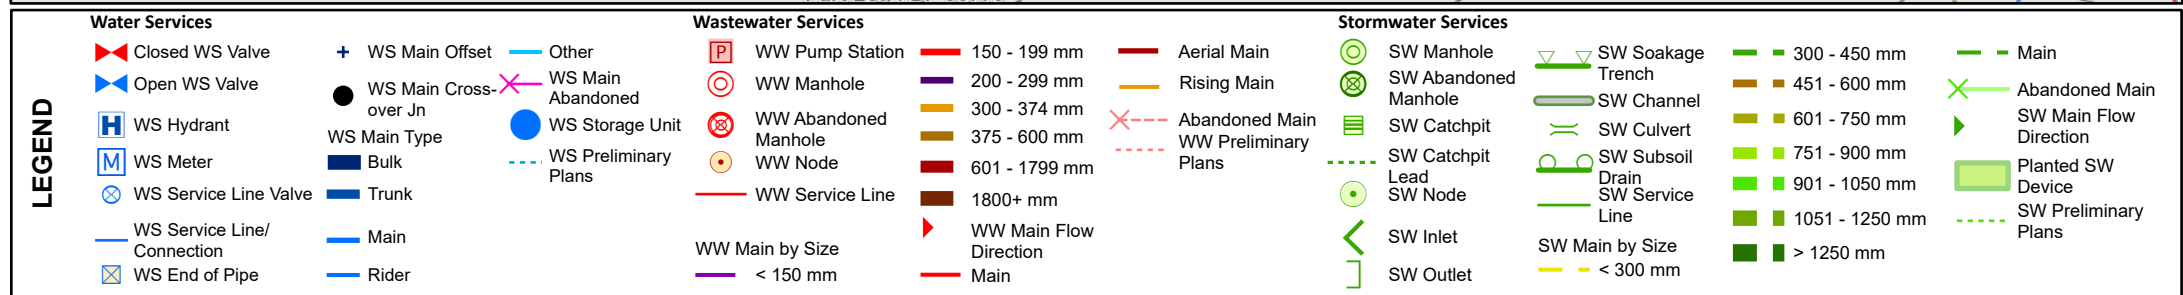 LEGEND
Water Services
Closed WS Valve
Open WS Valve
H
WS Hydrant
M
WS Meter
WS Service Line Valve
WS Service Line/
Connection
WS End of Pipe
WS Main Offset
WS Main Cross-
over Jn
WS Main Type
Bulk
Trunk
Main
Rider
Other
WS Main
Abandoned
WS Storage Unit
WS Preliminary
Plans
Wastewater Services
P
WW Pump Station
WW Manhole
WW Abandoned
Manhole
WW Node
WW Service Line
WW Main by Size
< 150 mm
150 - 199 mm
200 - 299 mm
300 - 374 mm
375 - 600 mm
601 - 1799 mm
1800+ mm
WW Main Flow
Direction
Main
Aerial Main
Rising Main
Abandoned Main
WW Preliminary
Plans
Stormwater Services
SW Manhole
SW Abandoned
Manhole
SW Catchpit
SW Catchpit
Lead
SW Node
SW Inlet
SW Outlet
SW Soakage
Trench
SW Channel
SW Culvert
SW Subsoil
Drain
SW Service
Line
SW Main by Size
< 300 mm
300 - 450 mm
451 - 600 mm
601 - 750 mm
751 - 900 mm
901 - 1050 mm
1051 - 1250 mm
> 1250 mm
Main
Abandoned Main
SW Main Flow
Direction
Planted SW
Device
SW Preliminary
Plans